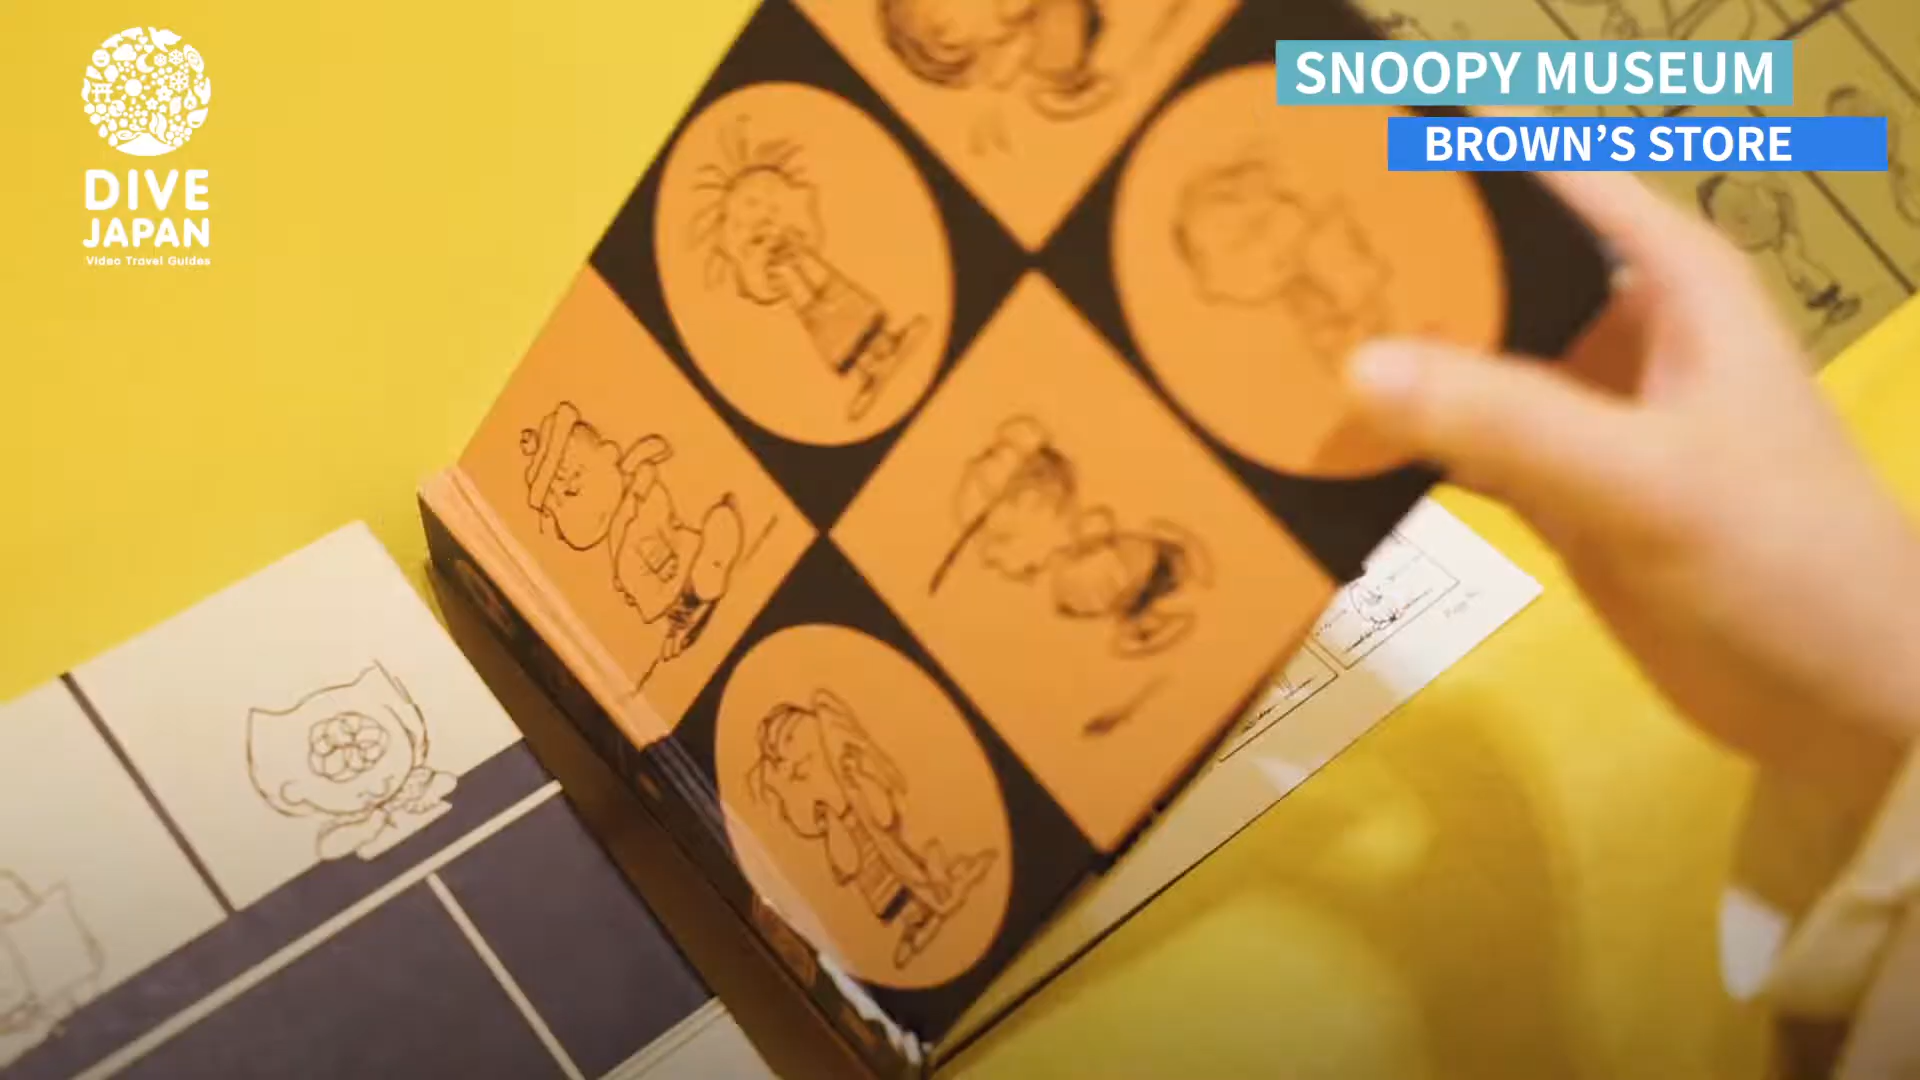 DIVE
JAPAN
Video Travel Guides
SNOOPY MUSEUM
BROWN’S STORE